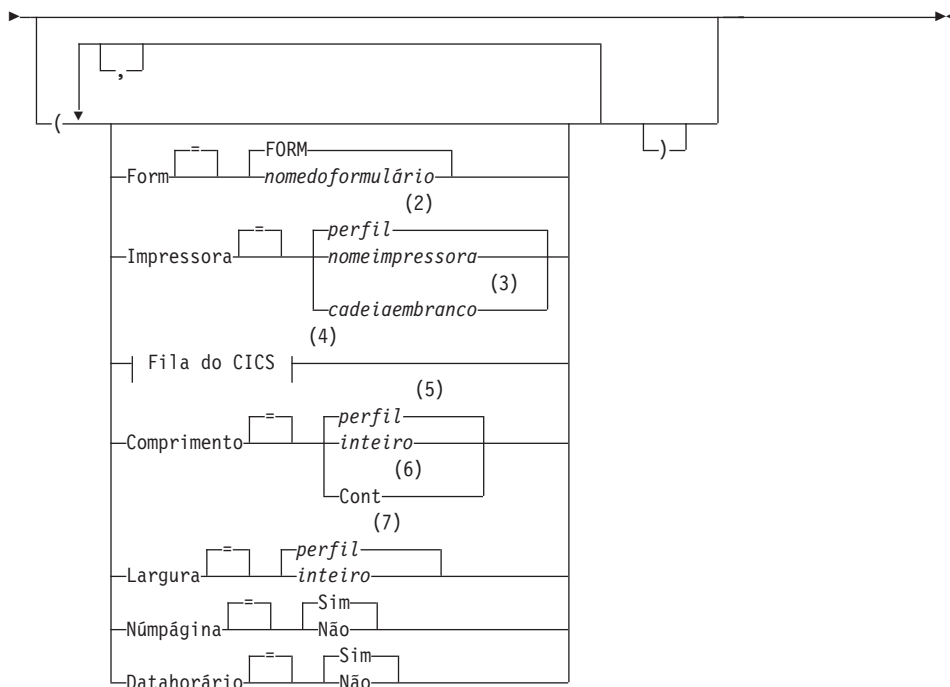 ,
(
)
=
FORM
Form
nomedoformulário
(2)
=
perfil
Impressora
nomeimpressora
(3)
cadeiaembranco
(4)
Fila do CICS
(5)
=
perfil
Comprimento
inteiro
(6)
Cont
(7)
=
perfil
Largura
inteiro
=
Sim
Númpágina
Não
=
Sim
Datahorário
Não